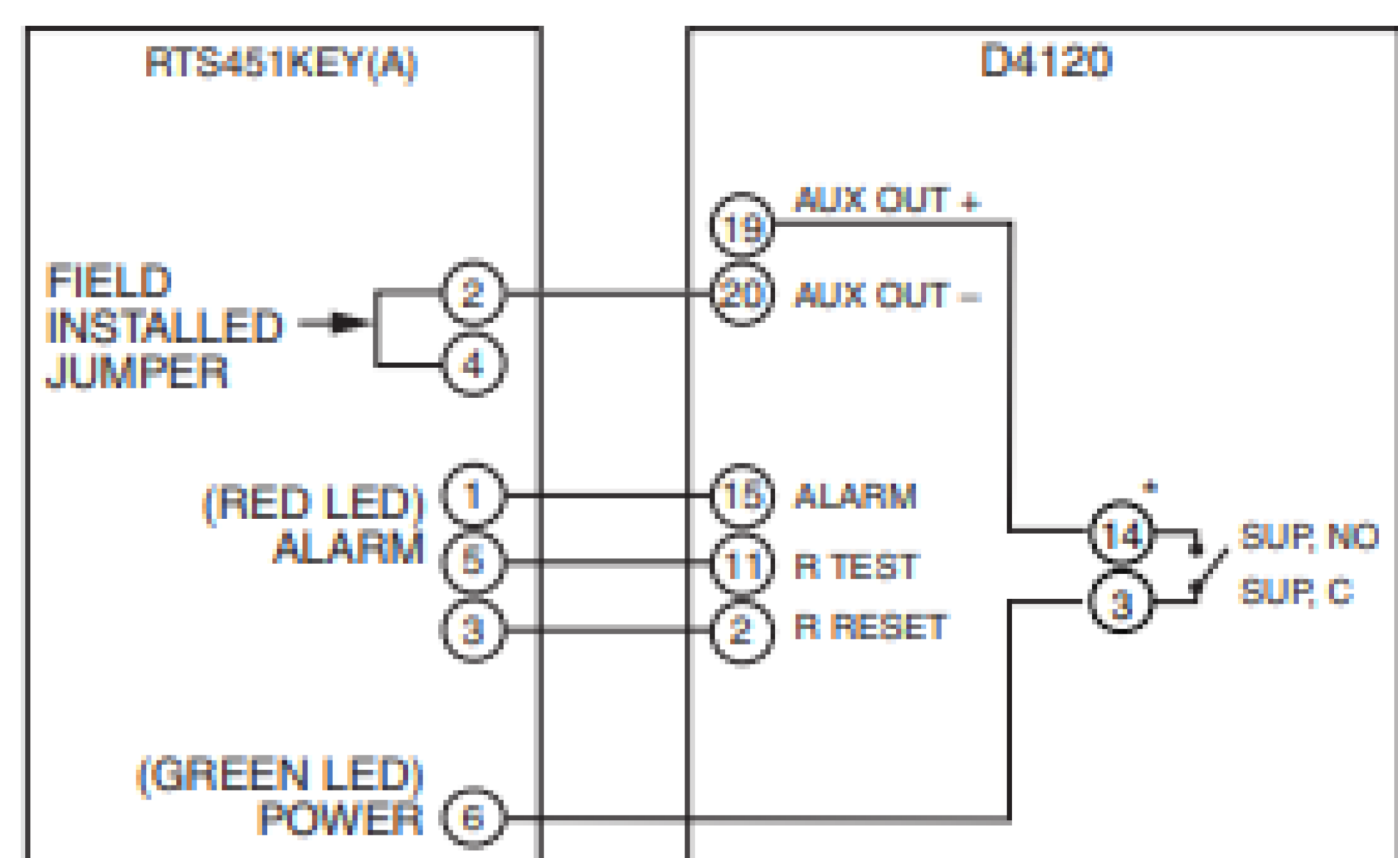 RTS451KEY(A)
D4120
19 AUX OUT +
FIELD
INSTALLED
JUMPER
2
20 AUX OUT –
4
(RED LED)
ALARM
1
15 ALARM
5
11 R TEST
3
2 R RESET
*
14 SUP, NO
3 SUP, C
(GREEN LED)
POWER
6